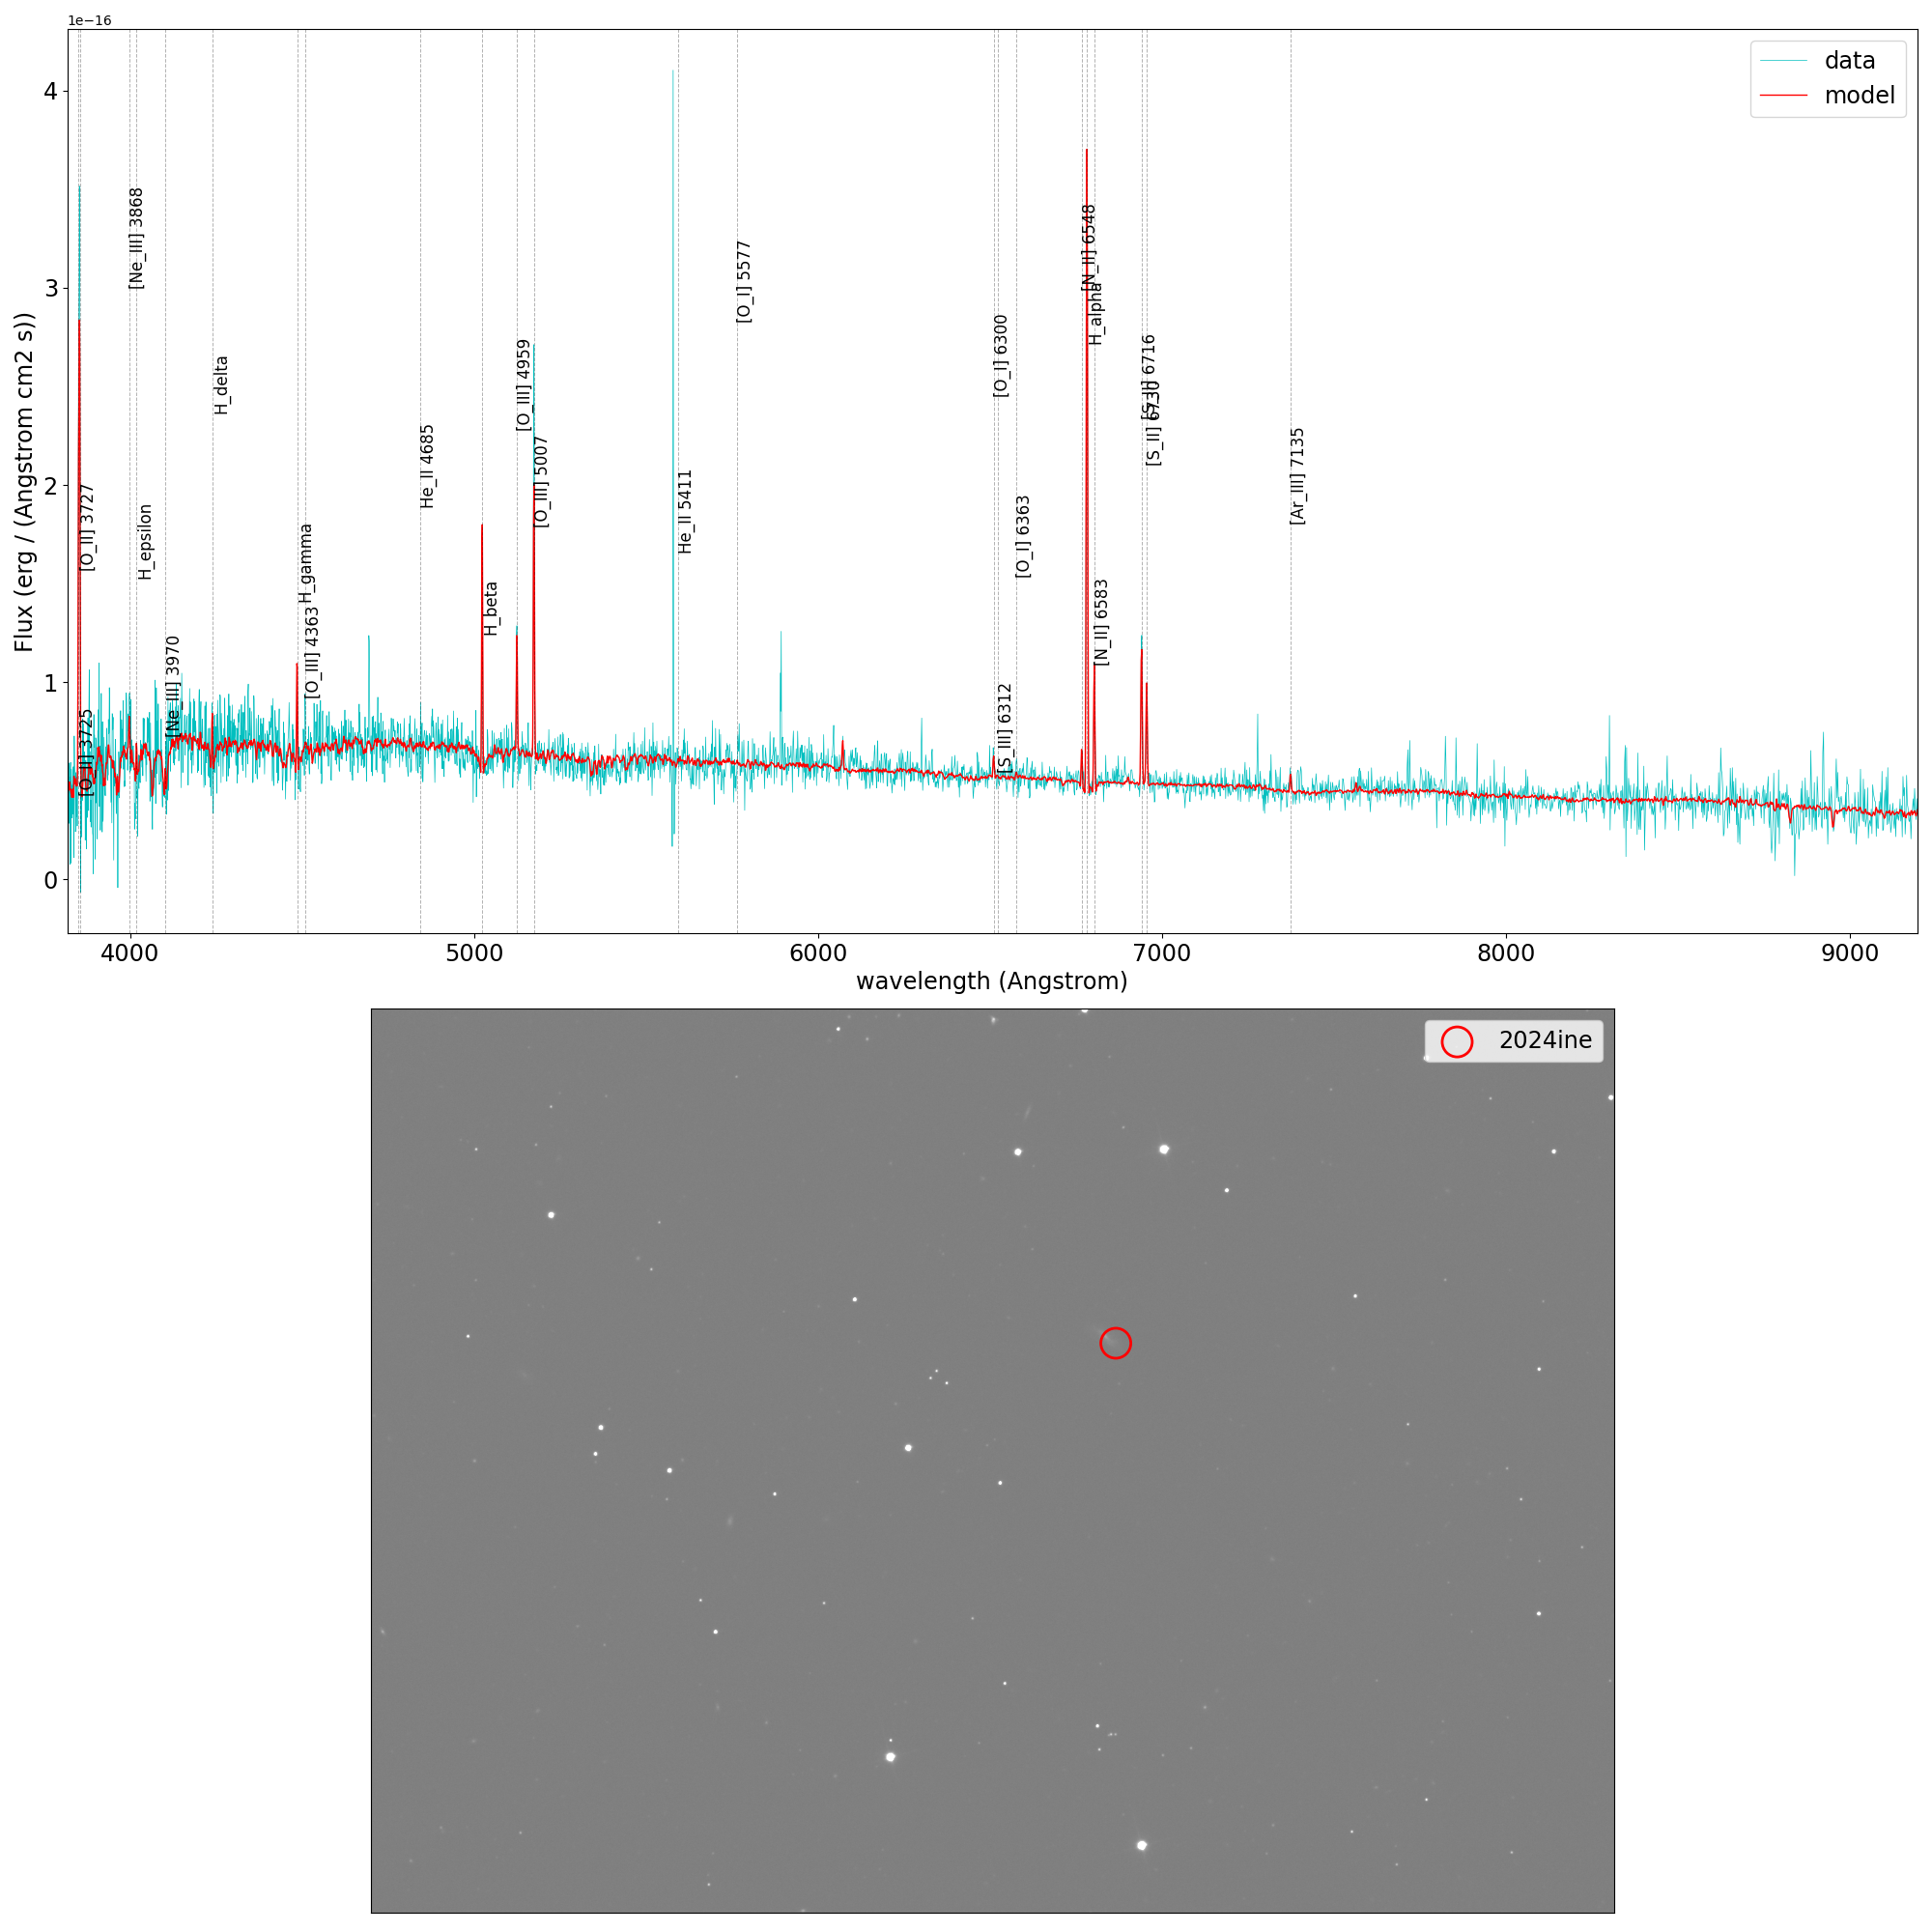 1e−16
Flux (erg / (Angstrom cm2 s))
4
3
2
1
0
data
model
[O_II] 3725
[O_II] 3727
[Ne_III] 3868
H_epsilon
[Ne_III] 3970
H_delta
H_gamma
[O_III] 4363
He_II 4685
H_beta
[O_III] 4959
[O_III] 5007
He_II 5411
[O_I] 5577
[O_I] 6300
[S_III] 6312
[O_I] 6363
[N_II] 6548
H_alpha
[N_II] 6583
[S_II] 6716
[S_II] 6730
[Ar_III] 7135
4000 5000 6000 7000 8000 9000
wavelength (Angstrom)
2024ine